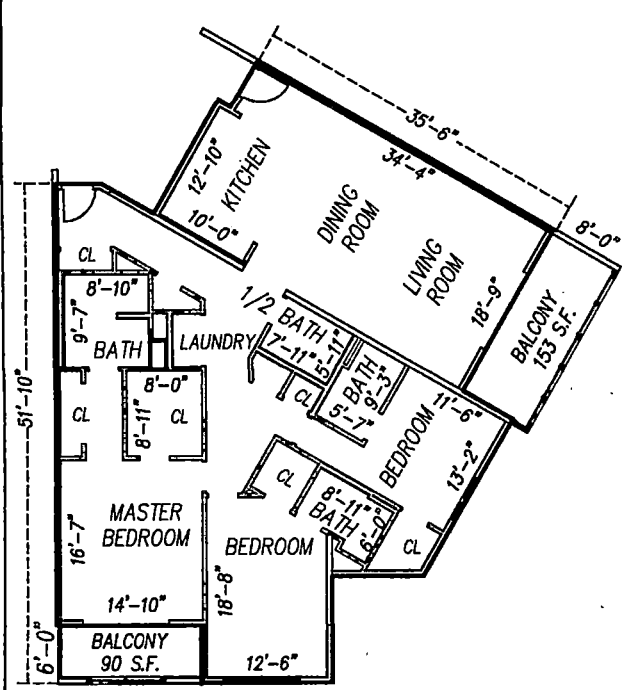 35'-6"
34'-4"
8'-0"
12'-10"
KITCHEN
10'-0"
DINING
ROOM
LIVING
ROOM
18'-9"
BALCONY
153 S.F.
CL
8'-10"
9'-7"
BATH
1/2
BATH
7'-11"
5'-11"
LAUNDRY
BATH
9'-3"
5'-7"
CL
11'-6"
BEDROOM
13'-2"
51'-10"
CL
8'-0"
8'-11"
CL
CL
8'-11"
BATH
6'-0"
CL
MASTER
BEDROOM
16'-7"
14'-10"
BEDROOM
18'-8"
12'-6"
6'-0"
BALCONY
90 S.F.